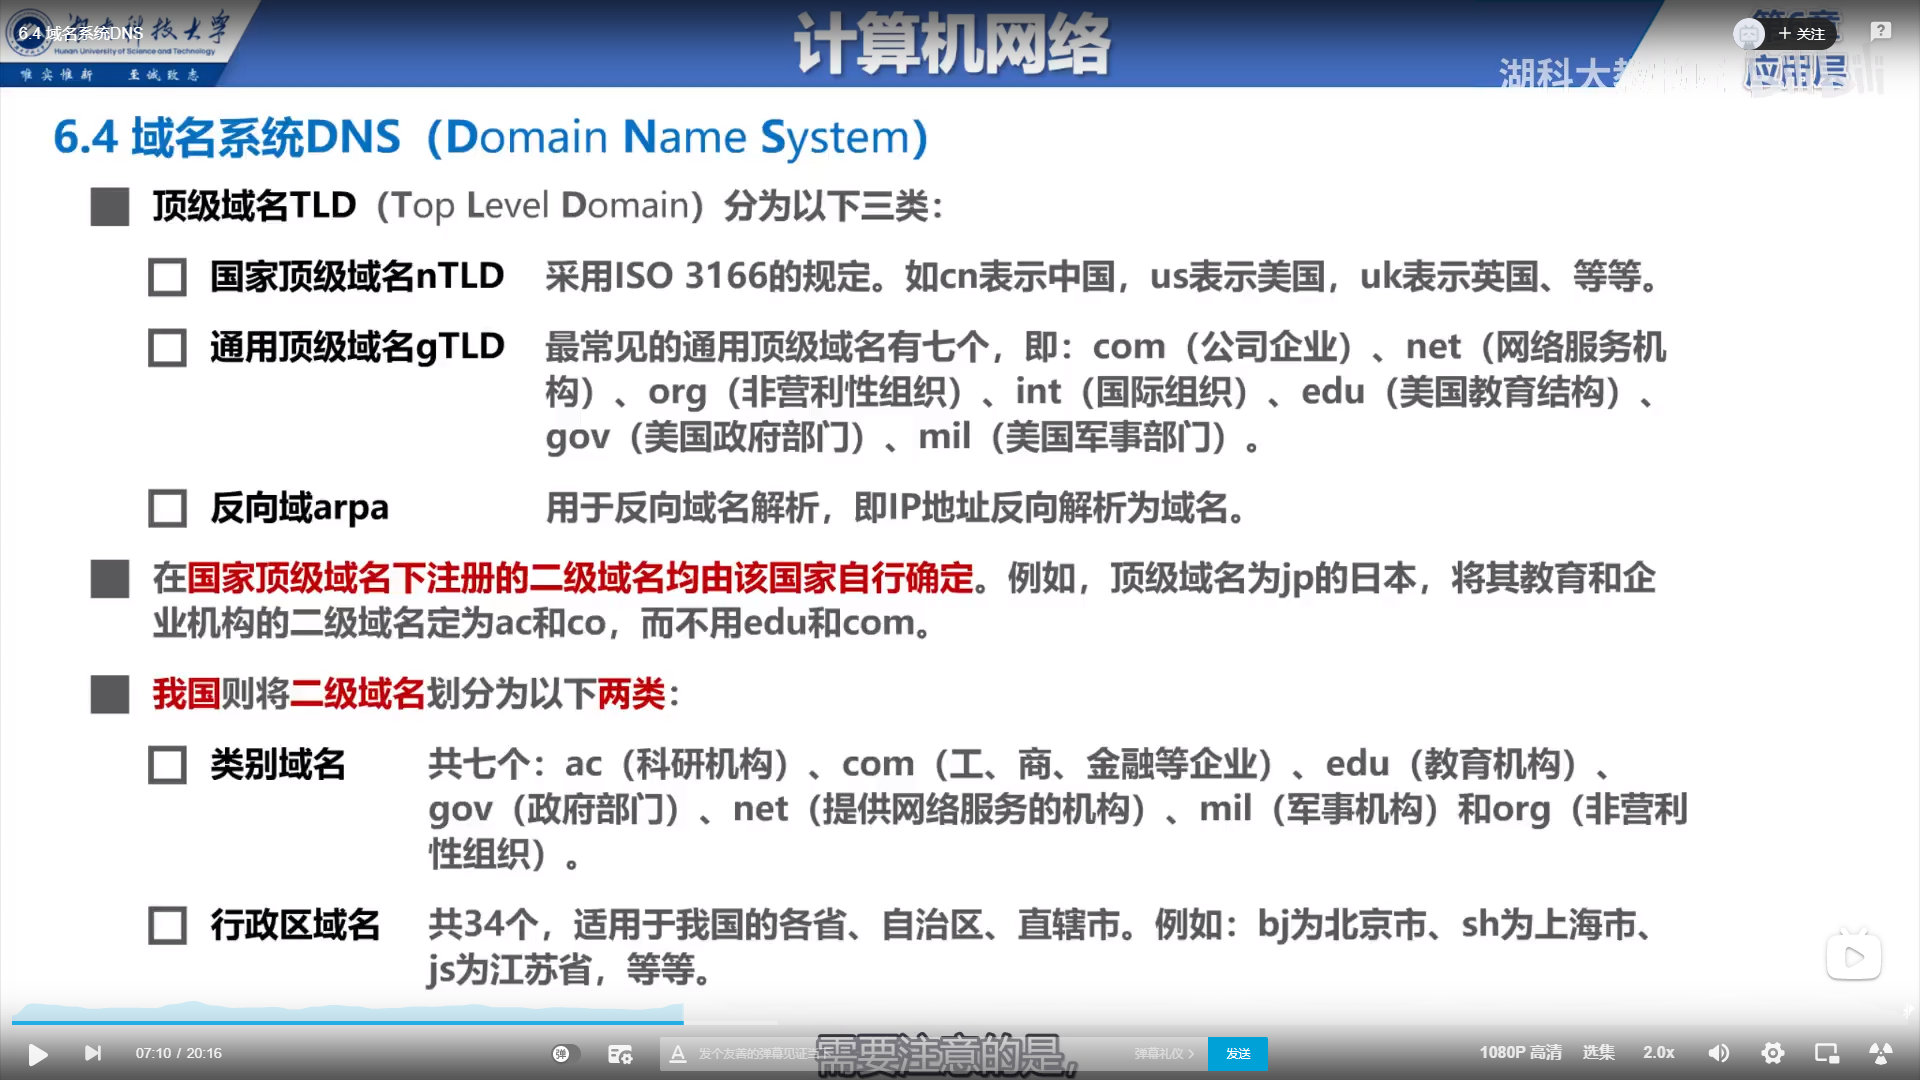 6.4 域名系统DNS
湖南科技大学
Hunan University of Science and Technology
唯实惟新 至诚致志
计算机网络
+ 关注
应用层
6.4 域名系统DNS（Domain Name System）
顶级域名TLD（Top Level Domain）分为以下三类：
国家顶级域名nTLD 采用ISO 3166的规定。如cn表示中国，us表示美国，uk表示英国、等等。
通用顶级域名gTLD 最常见的通用顶级域名有七个，即：com（公司企业）、net（网络服务机
构）、org（非营利性组织）、int（国际组织）、edu（美国教育结构）、
gov（美国政府部门）、mil（美国军事部门）。
反向域arpa 用于反向域名解析，即IP地址反向解析为域名。
在国家顶级域名下注册的二级域名均由该国家自行确定。例如，顶级域名为jp的日本，将其教育和企
业机构的二级域名定为ac和co，而不用edu和com。
我国则将二级域名划分为以下两类：
类别域名 共七个：ac（科研机构）、com（工、商、金融等企业）、edu（教育机构）、
gov（政府部门）、net（提供网络服务的机构）、mil（军事机构）和org（非营利
性组织）。
行政区域名 共34个，适用于我国的各省、自治区、直辖市。例如：bj为北京市、sh为上海市、
js为江苏省，等等。
需要注意的是，
07:10 / 20:16
弹
发个友善的弹幕见证当下
弹幕礼仪
发送
1080P 高清
选集
2.0x